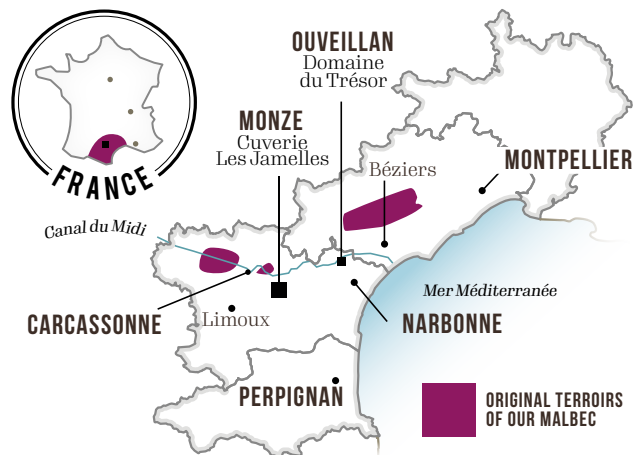 FRANCE
OUVEILLAN
Domaine
du Trésor
MONZE
Cuverie
Les Jamelles
Béziers
MONTPELLIER
Canal du Midi
Mer Méditerranée
CARCASSONNE
Limoux
NARBONNE
PERPIGNAN
ORIGINAL TERROIRS
OF OUR MALBEC